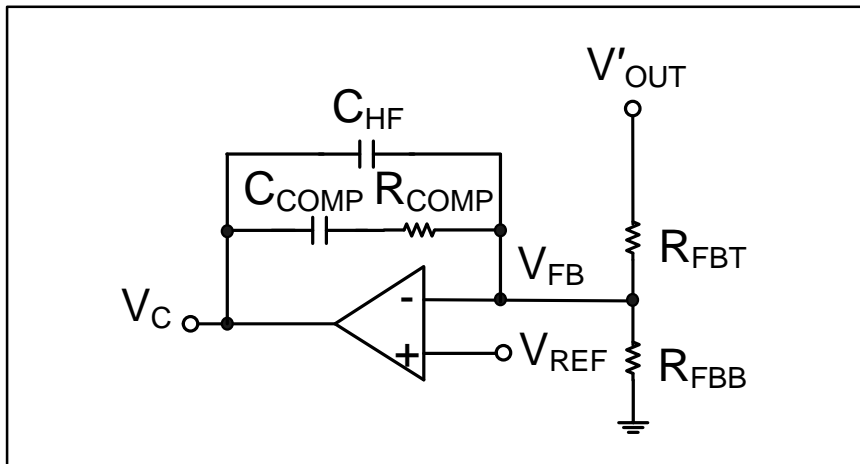 V'OUT
CHF
CCOMP RCOMP
RFBT
VFB
VC
-
+
VREF
RFBB